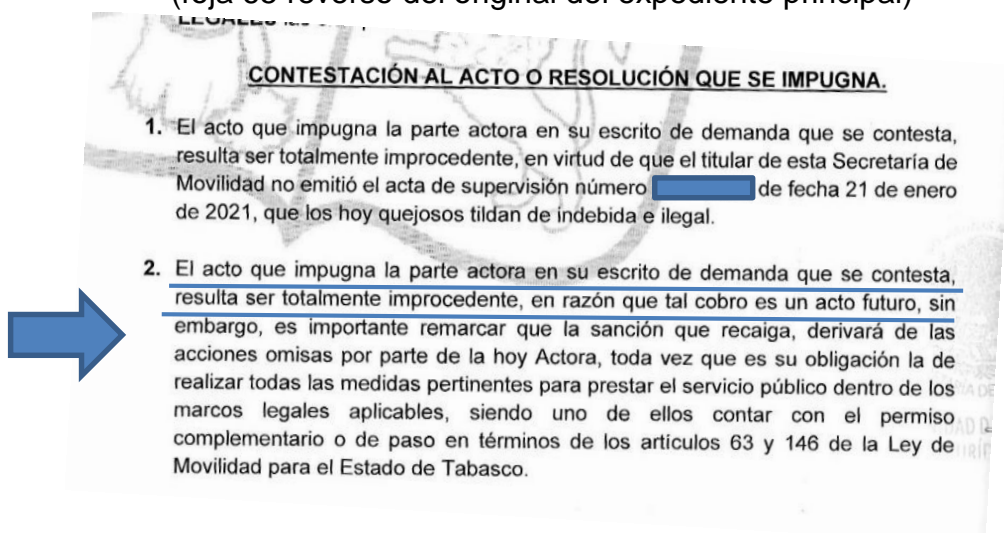 (foja 68 reverso del original del expediente principal)
LEGALES
CONTESTACIÓN AL ACTO O RESOLUCIÓN QUE SE IMPUGNA.
1. El acto que impugna la parte actora en su escrito de demanda que se contesta,
resulta ser totalmente improcedente, en virtud de que el titular de esta Secretaría de
Movilidad no emitió el acta de supervisión número de fecha 21 de enero
de 2021, que los hoy quejosos tildan de indebida e ilegal.
2. El acto que impugna la parte actora en su escrito de demanda que se contesta,
resulta ser totalmente improcedente, en razón que tal cobro es un acto futuro, sin
embargo, es importante remarcar que la sanción que recaiga, derivará de las
acciones omisas por parte de la hoy Actora, toda vez que es su obligación la de
realizar todas las medidas pertinentes para prestar el servicio público dentro de los
marcos legales aplicables, siendo uno de ellos contar con el permiso
complementario o de paso en términos de los artículos 63 y 146 de la Ley de
Movilidad para el Estado de Tabasco.